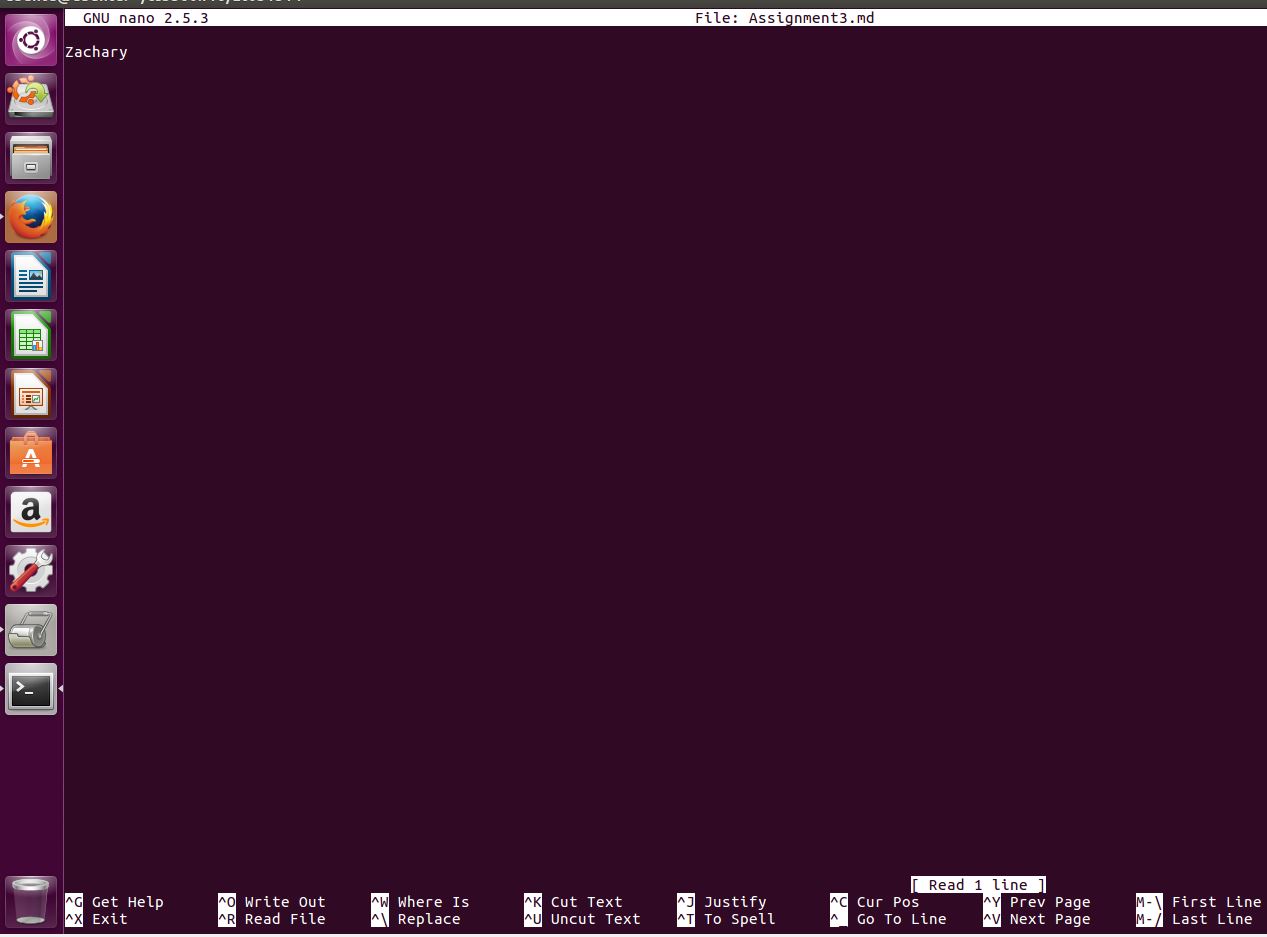 GNU nano 2.5.3 File: Assignment3.md
Zachary
[ Read 1 line ]
^G Get Help ^O Write Out ^W Where Is ^K Cut Text ^J Justify ^C Cur Pos ^Y Prev Page M-\ First Line
^X Exit ^R Read File ^\ Replace ^U Uncut Text ^T To Spell ^_ Go To Line ^V Next Page M-/ Last Line